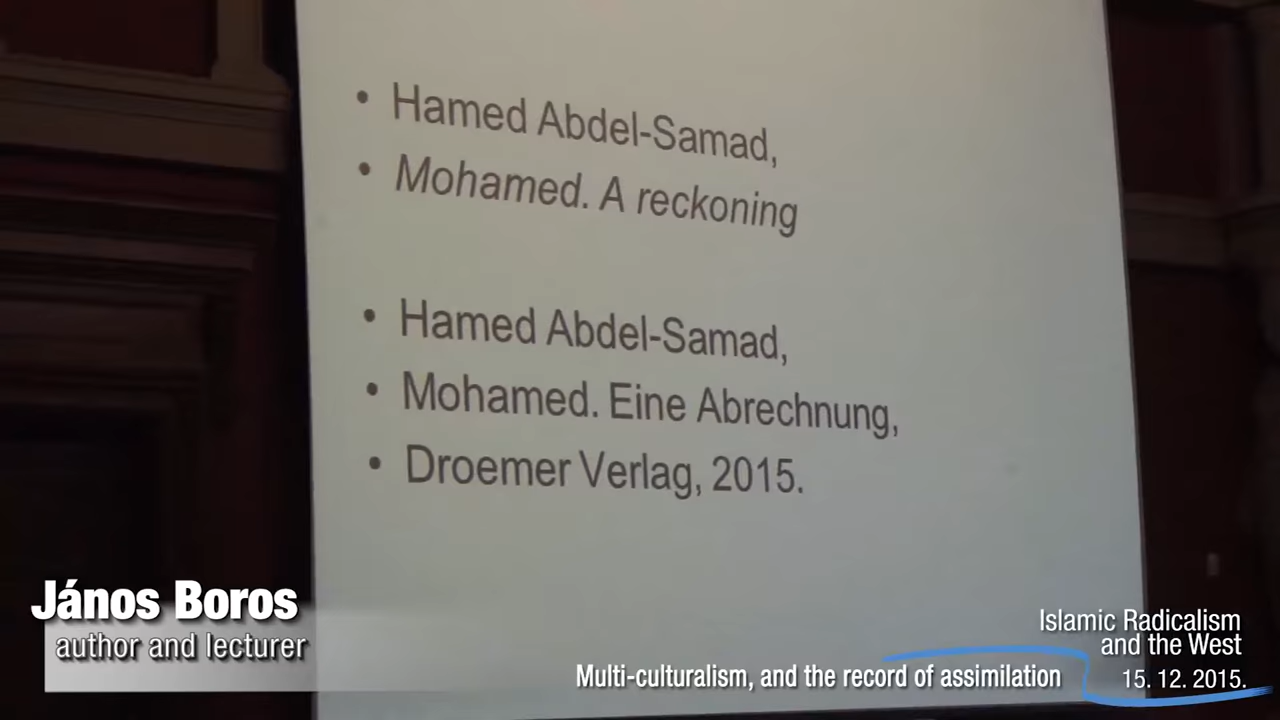 • Hamed Abdel-Samad,
• Mohamed. A reckoning
• Hamed Abdel-Samad,
• Mohamed. Eine Abrechnung,
• Droemer Verlag, 2015.
János Boros
author and lecturer
Islamic Radicalism
and the West
Multi-culturalism, and the record of assimilation
15. 12. 2015.